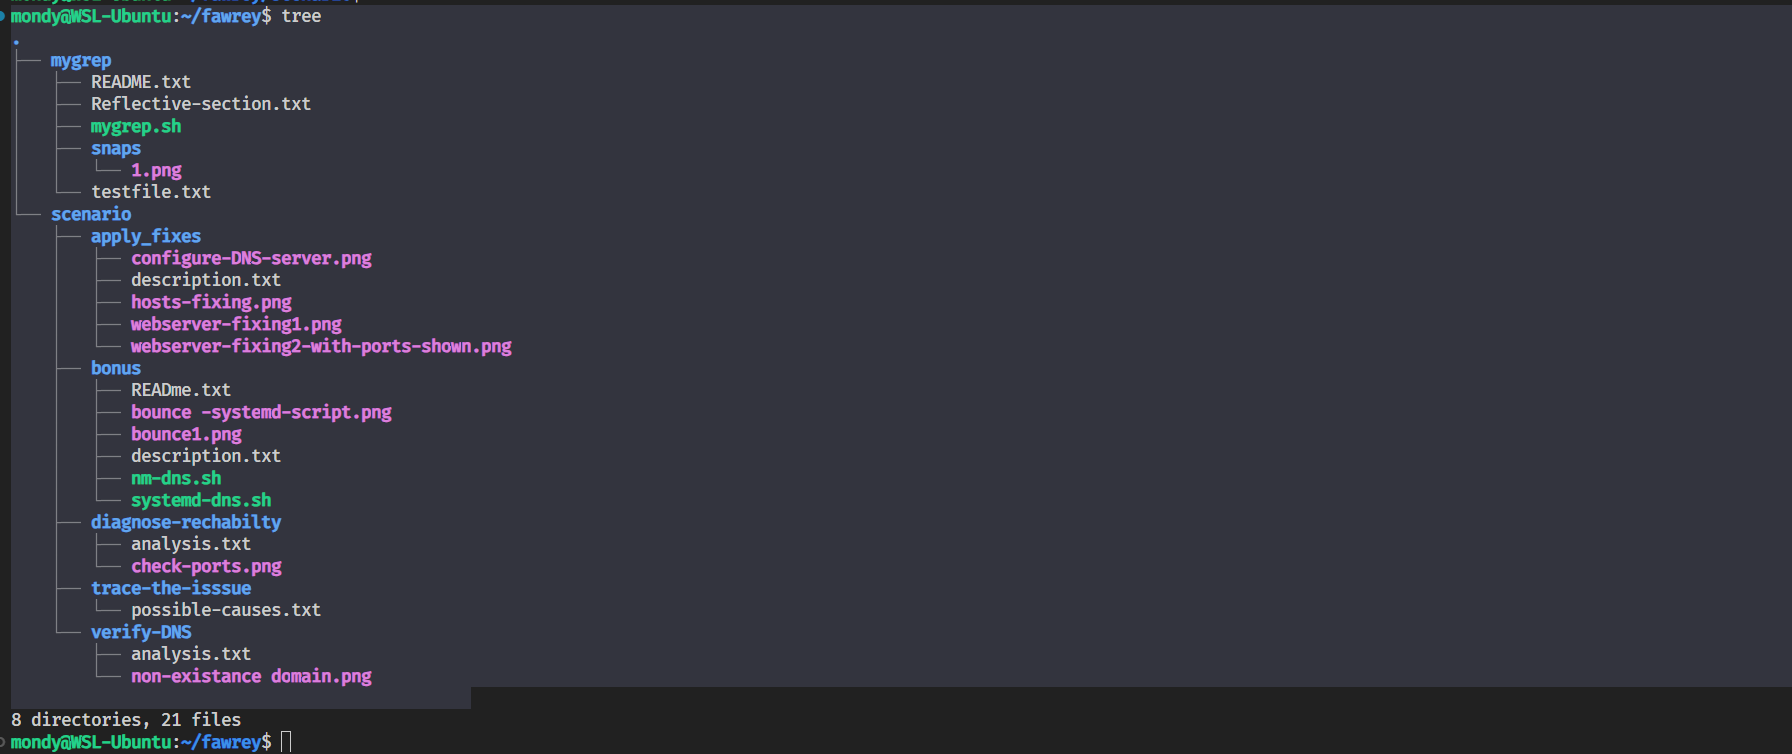 mondy@WSL-Ubuntu:~/fawrey$ tree
.
├── mygrep
│   ├── README.txt
│   ├── Reflective-section.txt
│   ├── mygrep.sh
│   ├── snaps
│   │   └── 1.png
│   └── testfile.txt
└── scenario
    ├── apply_fixes
    │   ├── configure-DNS-server.png
    │   ├── description.txt
    │   ├── hosts-fixing.png
    │   ├── webserver-fixing1.png
    │   └── webserver-fixing2-with-ports-shown.png
    ├── bonus
    │   ├── READme.txt
    │   ├── bounce -systemd-script.png
    │   ├── bounce1.png
    │   ├── description.txt
    │   ├── nm-dns.sh
    │   └── systemd-dns.sh
    ├── diagnose-rechabilty
    │   ├── analysis.txt
    │   └── check-ports.png
    ├── trace-the-isssue
    │   └── possible-causes.txt
    └── verify-DNS
        ├── analysis.txt
        └── non-existance domain.png
8 directories, 21 files
mondy@WSL-Ubuntu:~/fawrey$